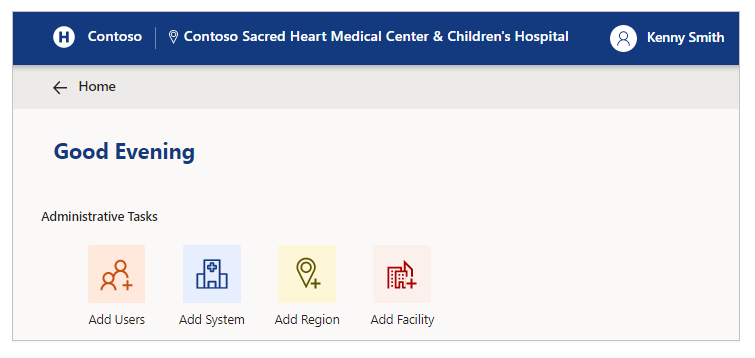 H Contoso Contoso Sacred Heart Medical Center & Children's Hospital Kenny Smith
Home
Good Evening
Administrative Tasks
Add Users Add System Add Region Add Facility